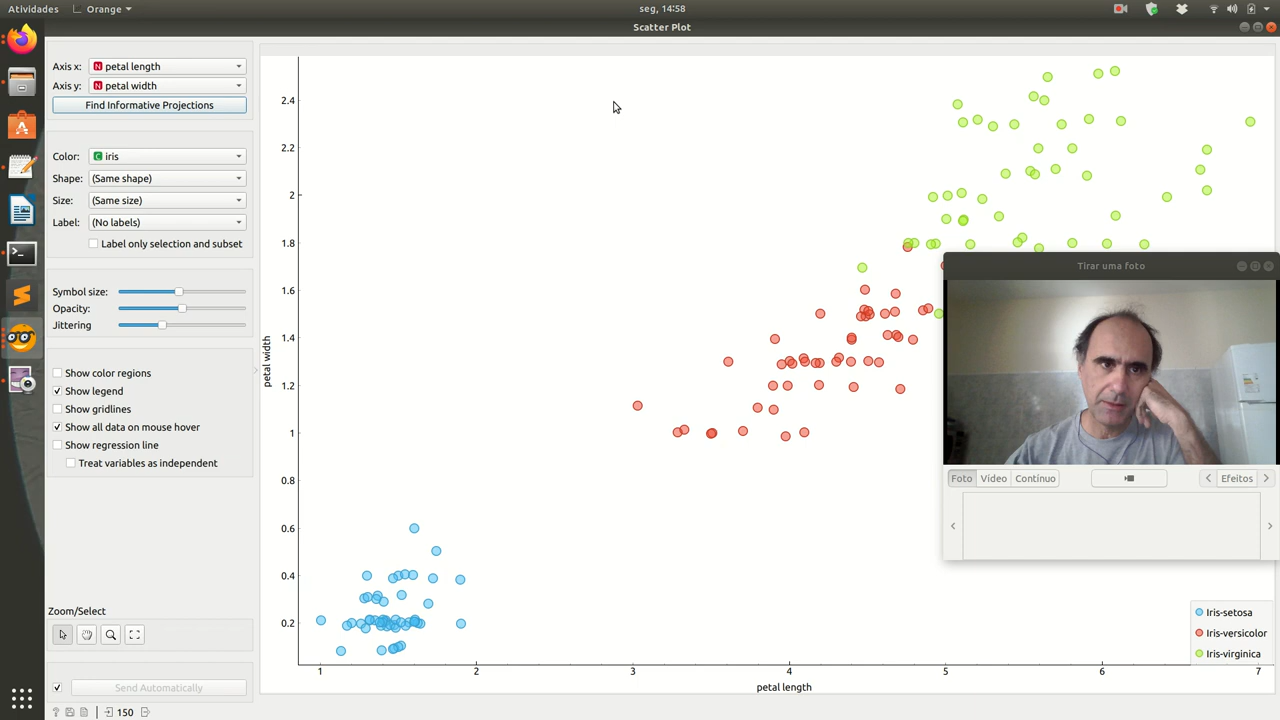 Atividades
Orange
seg, 14:58
Scatter Plot
Axis x:
N petal length
Axis y:
N petal width
Find Informative Projections
Color:
C iris
Shape:
(Same shape)
Size:
(Same size)
Label:
(No labels)
Label only selection and subset
Symbol size:
Opacity:
Jittering
Show color regions
Show legend
Show gridlines
Show all data on mouse hover
Show regression line
Treat variables as independent
Zoom/Select
Send Automatically
? 150
petal width
2.4
2.2
2
1.8
1.6
1.4
1.2
1
0.8
0.6
0.4
0.2
1 2 3 4 5 6 7
petal length
Tirar uma foto
Foto Vídeo Contínuo
Efeitos
Iris-setosa
Iris-versicolor
Iris-virginica